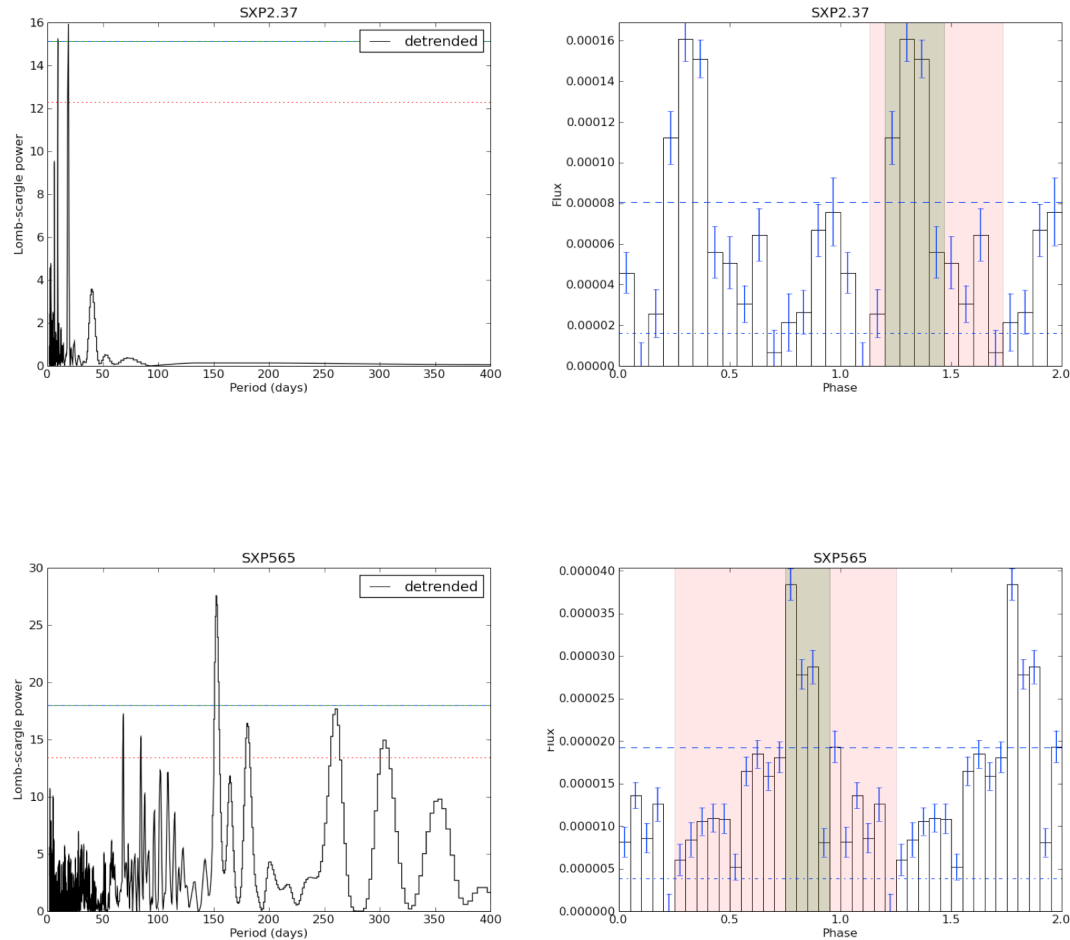 SXP2.37
16
14
12
10
8
6
4
2
0
Lomb-scargle power
detrended
0 50 100 150 200 250 300 350 400
Period (days)
SXP2.37
0.00016
0.00014
0.00012
0.00010
0.00008
0.00006
0.00004
0.00002
0.00000
Flux
0.0 0.5 1.0 1.5 2.0
Phase
SXP565
30
25
20
15
10
5
0
Lomb-scargle power
detrended
0 50 100 150 200 250 300 350 400
Period (days)
SXP565
0.000040
0.000035
0.000030
0.000025
0.000020
0.000015
0.000010
0.000005
0.000000
Flux
0.0 0.5 1.0 1.5 2.0
Phase